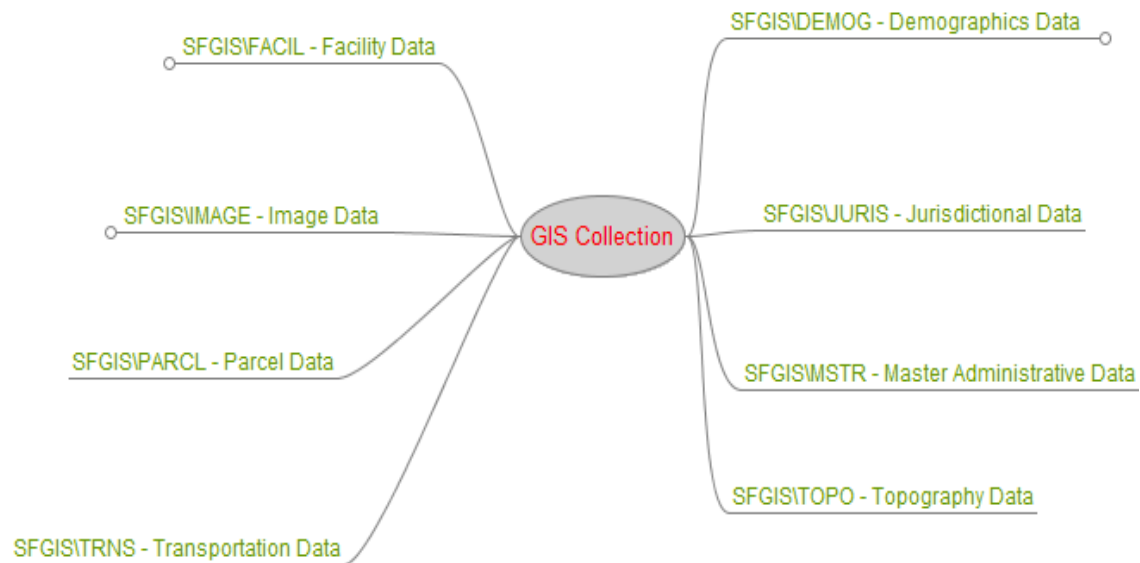 SFGIS\FACIL - Facility Data
SFGIS\IMAGE - Image Data
SFGIS\PARCL - Parcel Data
SFGIS\TRNS - Transportation Data
GIS Collection
SFGIS\DEMOG - Demographics Data
SFGIS\JURIS - Jurisdictional Data
SFGIS\MSTR - Master Administrative Data
SFGIS\TOPO - Topography Data